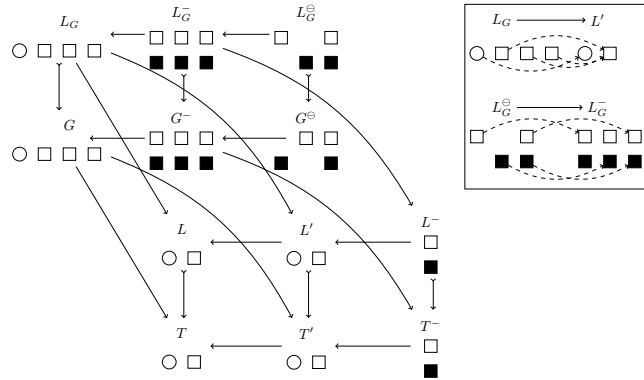 L_G L_G^- L_G^⊖
G G^- G^⊖
L L' L^-
T T' T^-
L_G L'
L_G^⊖ L_G^-